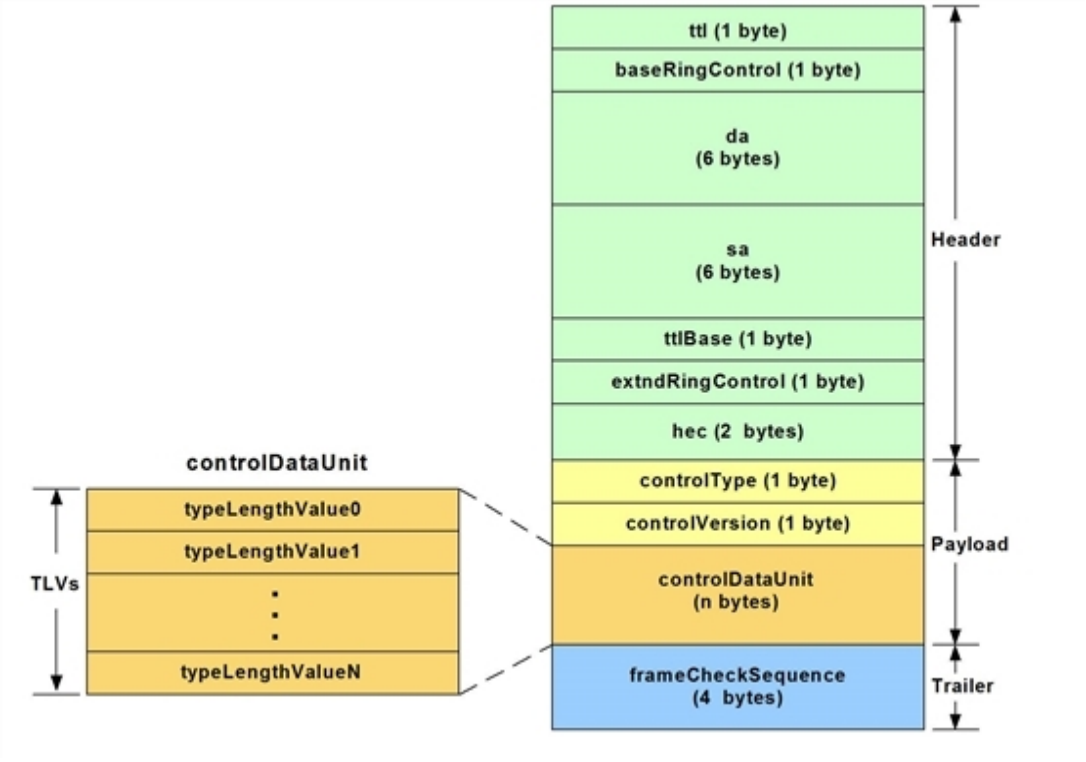 ttl (1 byte)
baseRingControl (1 byte)
da
(6 bytes)
sa
(6 bytes)
Header
ttlBase (1 byte)
extndRingControl (1 byte)
hec (2 bytes)
controlType (1 byte)
controlVersion (1 byte)
Payload
controlDataUnit
(n bytes)
frameCheckSequence
(4 bytes)
Trailer
controlDataUnit
typeLengthValue0
typeLengthValue1
TLVs
typeLengthValueN